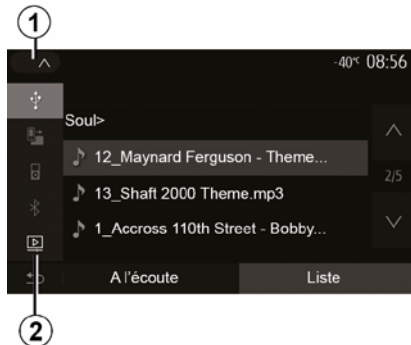 1
-40°C 08:56
Soul>
12_Maynard Ferguson - Theme...
13_Shaft 2000 Theme.mp3
2/5
1_Accross 110th Street - Bobby...
A l'écoute Liste
2